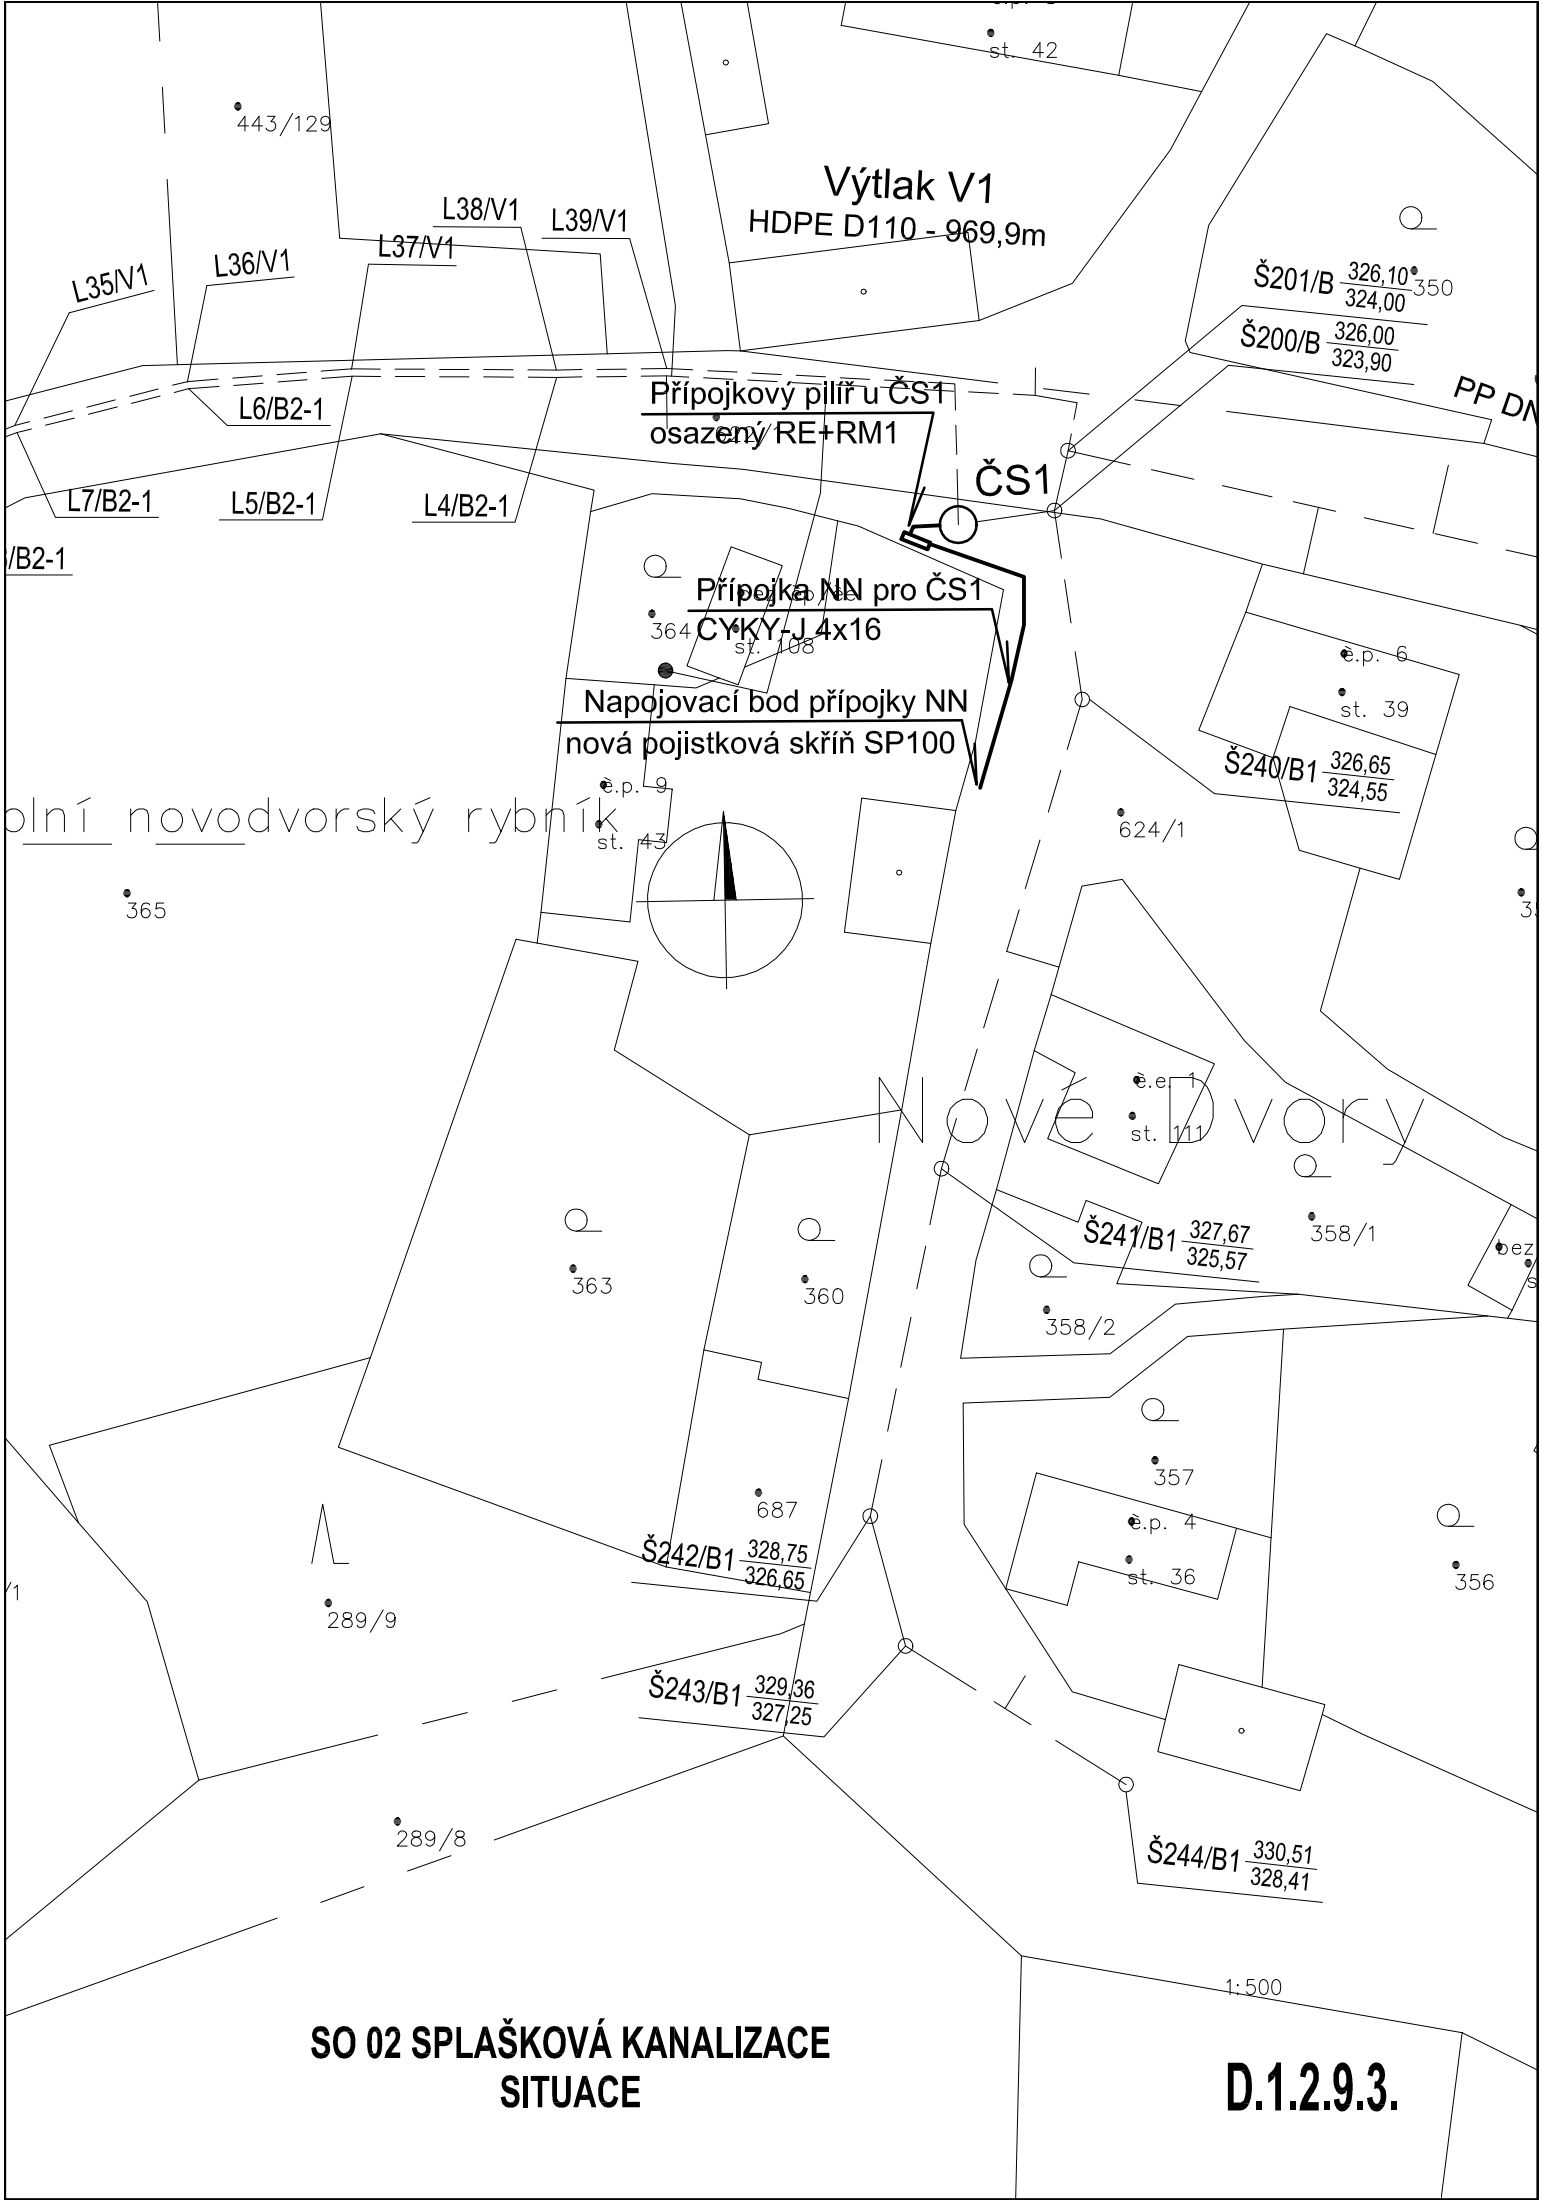 st. 42
443/129
Výtlak V1
HDPE D110 - 969,9m
L38/V1
L39/V1
L37/V1
L36/V1
L35/V1
Š201/B 326,10
324,00
350
Š200/B 326,00
323,90
PP DN
Přípojkový pilíř u ČS1
osazený RE+RM1
L6/B2-1
L7/B2-1
L5/B2-1
L4/B2-1
/B2-1
ČS1
Přípojka NN pro ČS1
CYKY-J 4x16
364
st. 108
Napojovací bod přípojky NN
nová pojistková skříň SP100
è.p. 6
st. 39
Š240/B1 326,65
324,55
è.p. 9
st. 43
olní novodvorský rybník
624/1
365
Nové Dvory
è.e. 1
st. 111
Š241/B1 327,67
325,57
358/1
bez
363
360
358/2
357
687
è.p. 4
st. 36
356
Š242/B1 328,75
326,65
/1
289/9
Š243/B1 329,36
327,25
289/8
Š244/B1 330,51
328,41
1:500
SO 02 SPLAŠKOVÁ KANALIZACE
SITUACE
D.1.2.9.3.